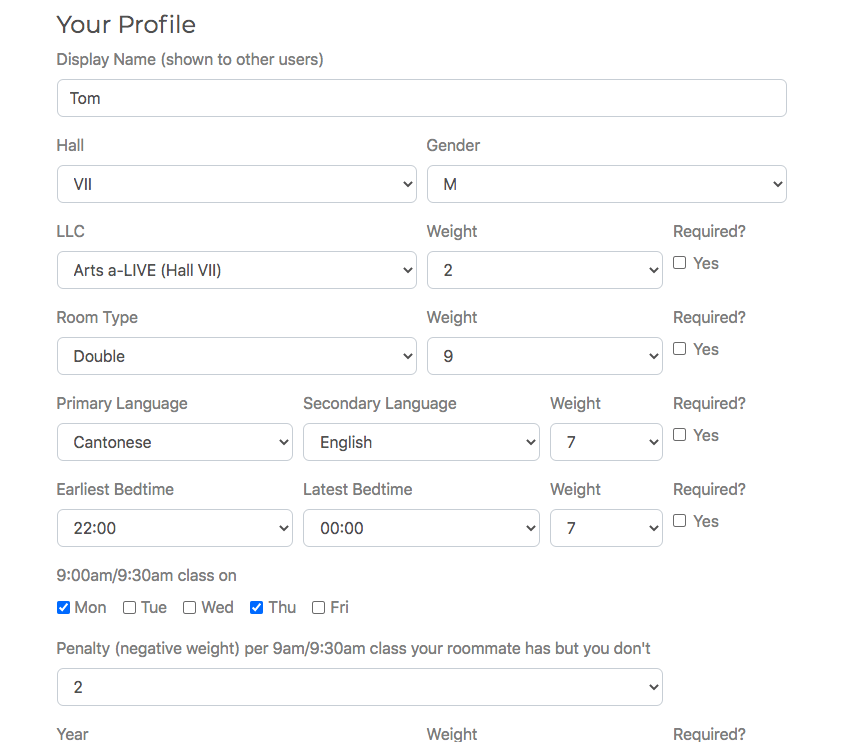 Your Profile
Display Name (shown to other users)
Tom
Hall Gender
VII M
LLC Weight Required?
Arts a-LIVE (Hall VII) 2 Yes
Room Type Weight Required?
Double 9 Yes
Primary Language Secondary Language Weight Required?
Cantonese English 7 Yes
Earliest Bedtime Latest Bedtime Weight Required?
22:00 00:00 7 Yes
9:00am/9:30am class on
Mon Tue Wed Thu Fri
Penalty (negative weight) per 9am/9:30am class your roommate has but you don't
2
Year Weight Required?